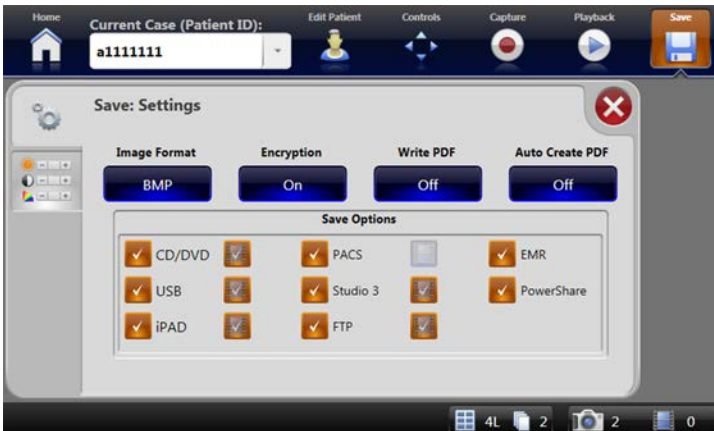 Home
Current Case (Patient ID):
Edit Patient
Controls
Capture
Playback
Save
a1111111
Save: Settings
Image Format
Encryption
Write PDF
Auto Create PDF
BMP
On
Off
Off
Save Options
CD/DVD
PACS
EMR
USB
Studio 3
PowerShare
iPAD
FTP
4L
2
2
0